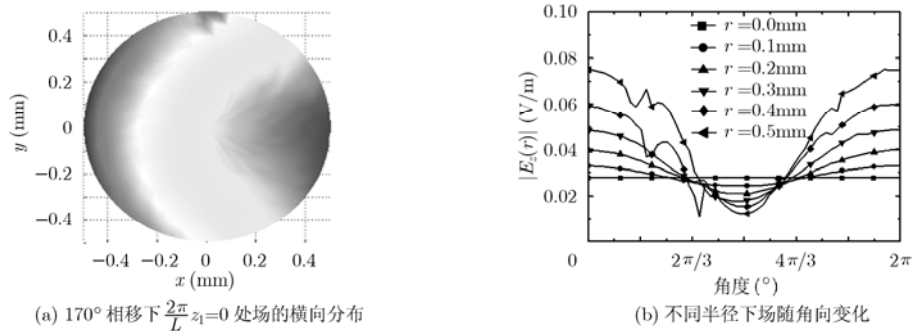 0.4
0.2
0
−0.2
−0.4
y (mm)
−0.4 −0.2 0 0.2 0.4
x (mm)
(a) 170° 相移下 2π/L z₁=0 处场的横向分布
0.10
0.08
0.06
0.04
0.02
|E_z(r)| (V/m)
r =0.0mm
r =0.1mm
r =0.2mm
r =0.3mm
r =0.4mm
r =0.5mm
0 2π/3 4π/3 2π
角度(°)
(b) 不同半径下场随角向变化